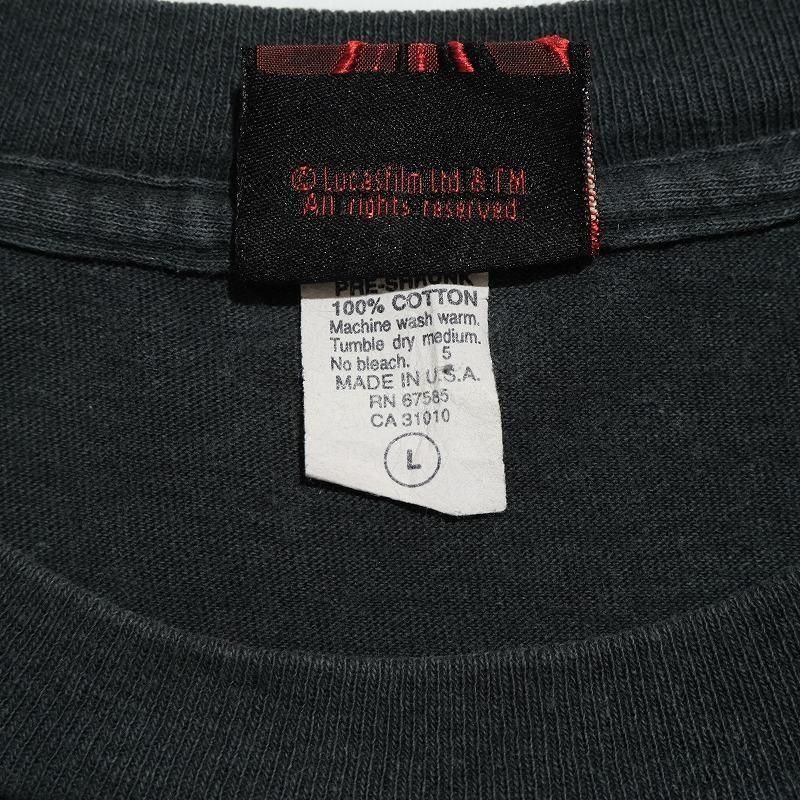 © Lucasfilm Ltd. & TM
All rights reserved.
PRE-SHRUNK
100% COTTON
Machine wash warm.
Tumble dry medium.
No bleach. 5
MADE IN U.S.A.
RN 67585
CA 31010
L